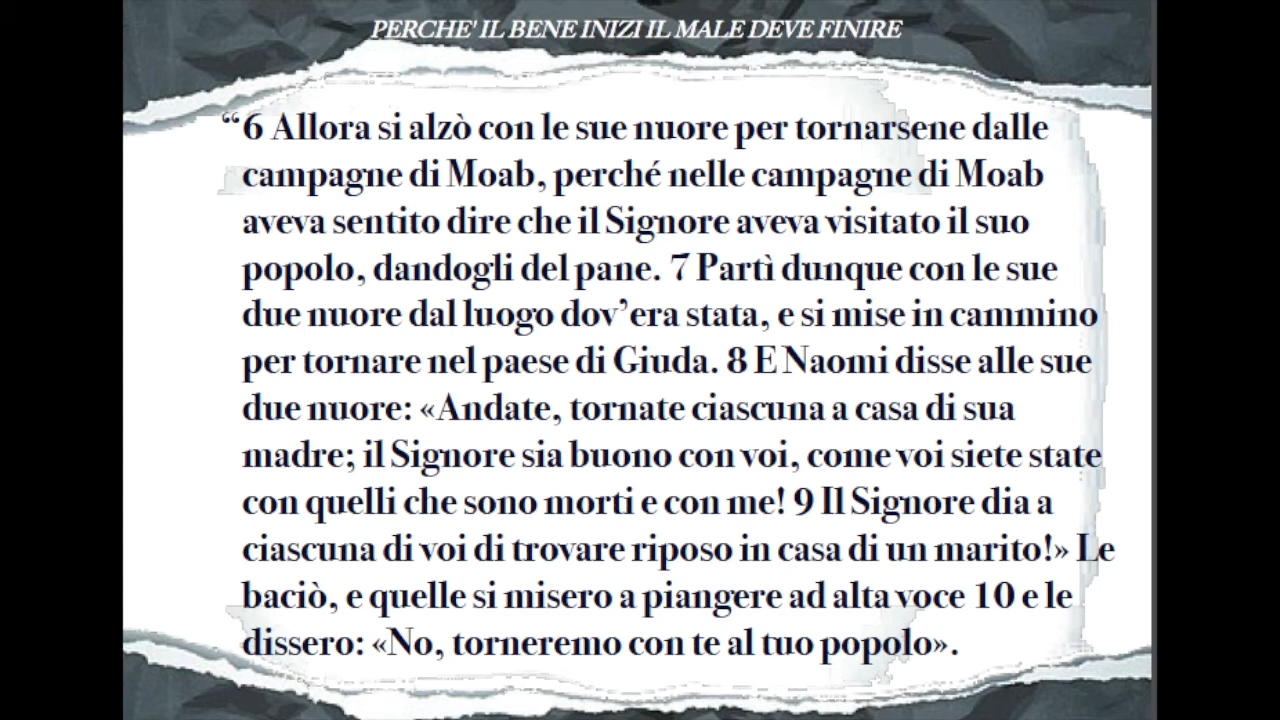 PERCHE' IL BENE INIZI IL MALE DEVE FINIRE
“6 Allora si alzò con le sue nuore per tornarsene dalle
campagne di Moab, perché nelle campagne di Moab
aveva sentito dire che il Signore aveva visitato il suo
popolo, dandogli del pane. 7 Partì dunque con le sue
due nuore dal luogo dov’era stata, e si mise in cammino
per tornare nel paese di Giuda. 8 E Naomi disse alle sue
due nuore: «Andate, tornate ciascuna a casa di sua
madre; il Signore sia buono con voi, come voi siete state
con quelli che sono morti e con me! 9 Il Signore dia a
ciascuna di voi di trovare riposo in casa di un marito!» Le
baciò, e quelle si misero a piangere ad alta voce 10 e le
dissero: «No, torneremo con te al tuo popolo».